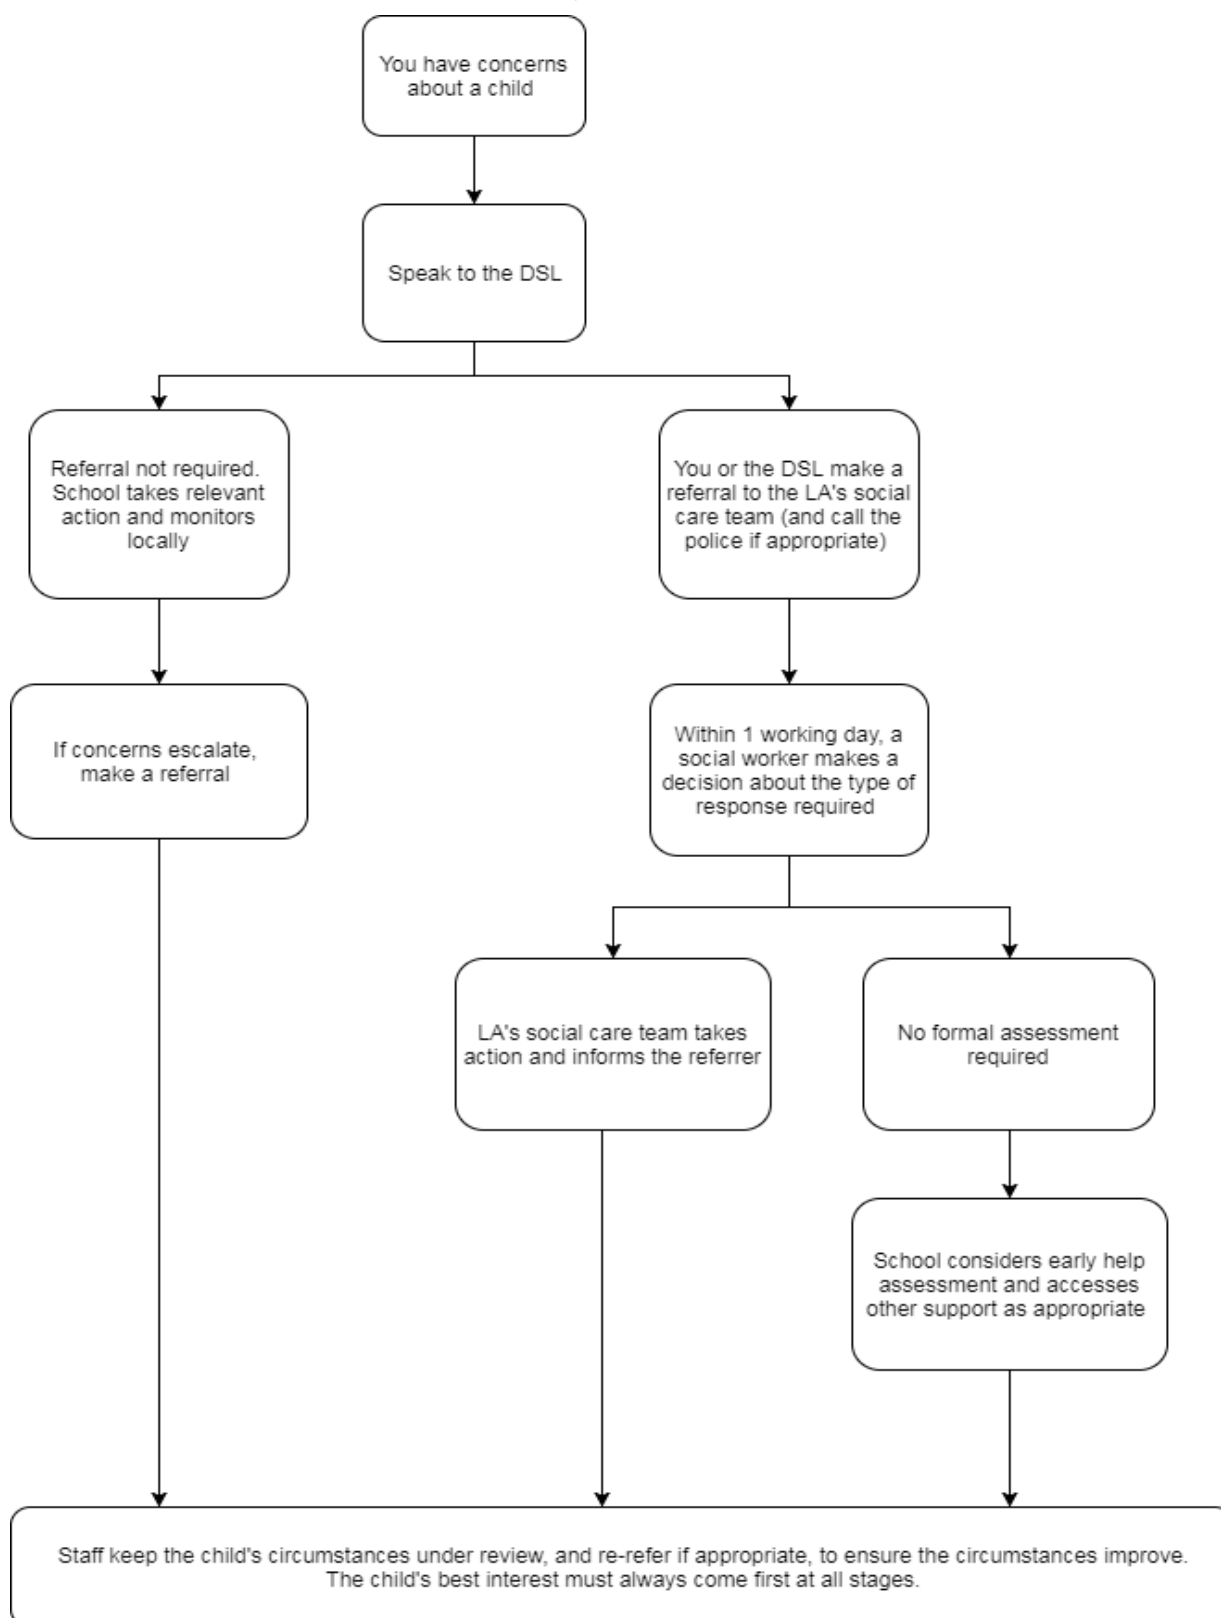 You have concerns
about a child
Speak to the DSL
Referral not required.
School takes relevant
action and monitors
locally
You or the DSL make a
referral to the LA's social
care team (and call the
police if appropriate)
If concerns escalate,
make a referral
Within 1 working day, a
social worker makes a
decision about the type of
response required
LA's social care team takes
action and informs the referrer
No formal assessment
required
School considers early help
assessment and accesses
other support as appropriate
Staff keep the child's circumstances under review, and re-refer if appropriate, to ensure the circumstances improve.
The child's best interest must always come first at all stages.